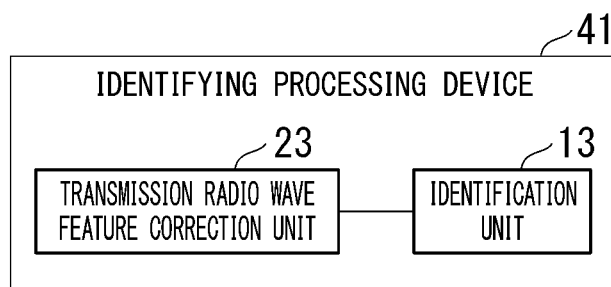 41
IDENTIFYING PROCESSING DEVICE
23
13
TRANSMISSION RADIO WAVE
FEATURE CORRECTION UNIT
IDENTIFICATION
UNIT